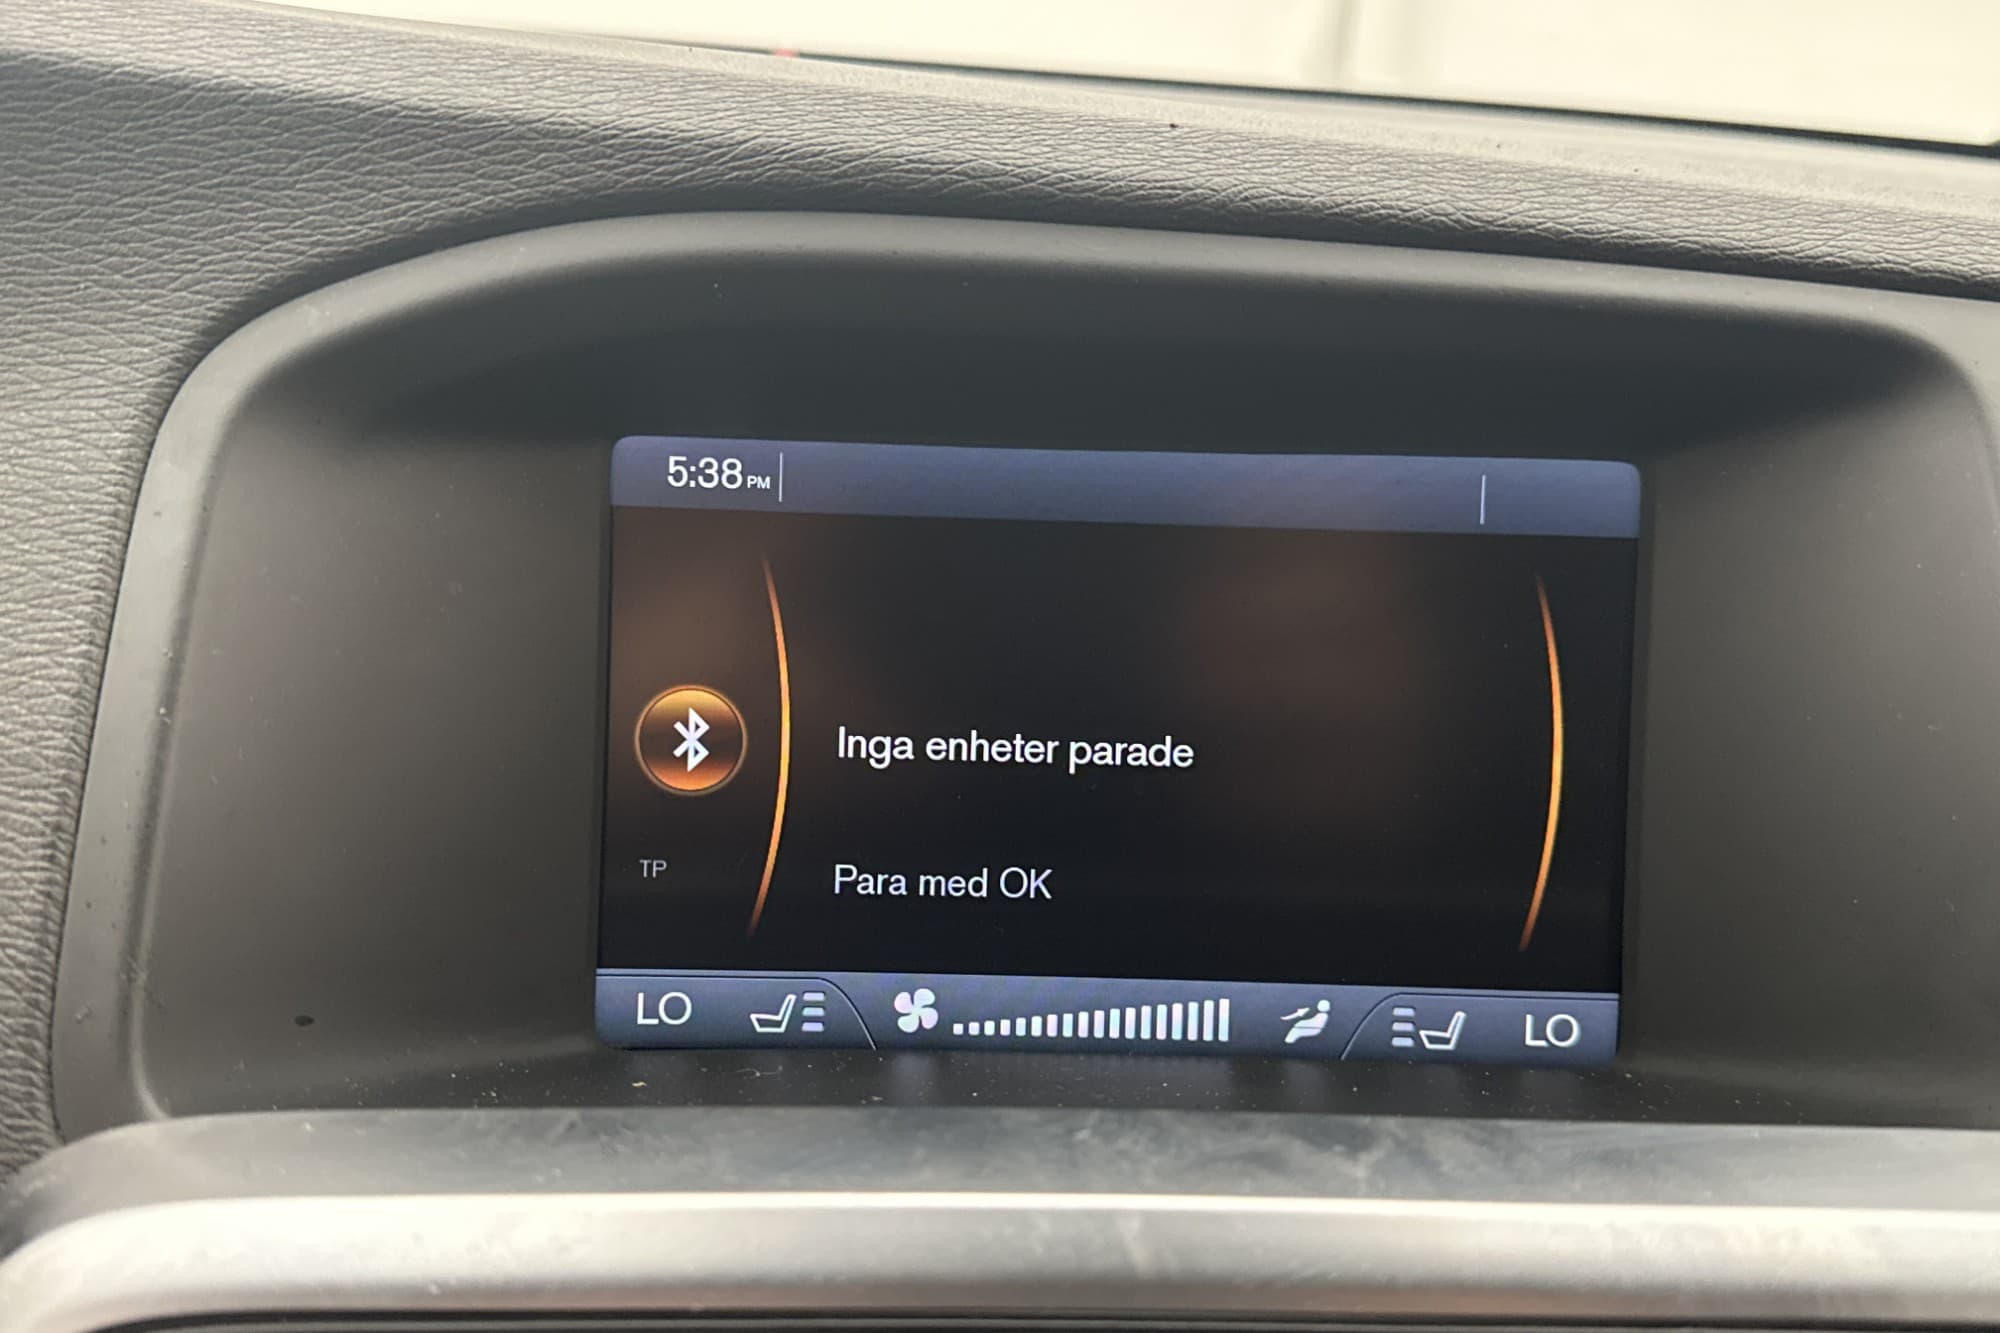 5:38 PM
Inga enheter parade
TP
Para med OK
LO LO